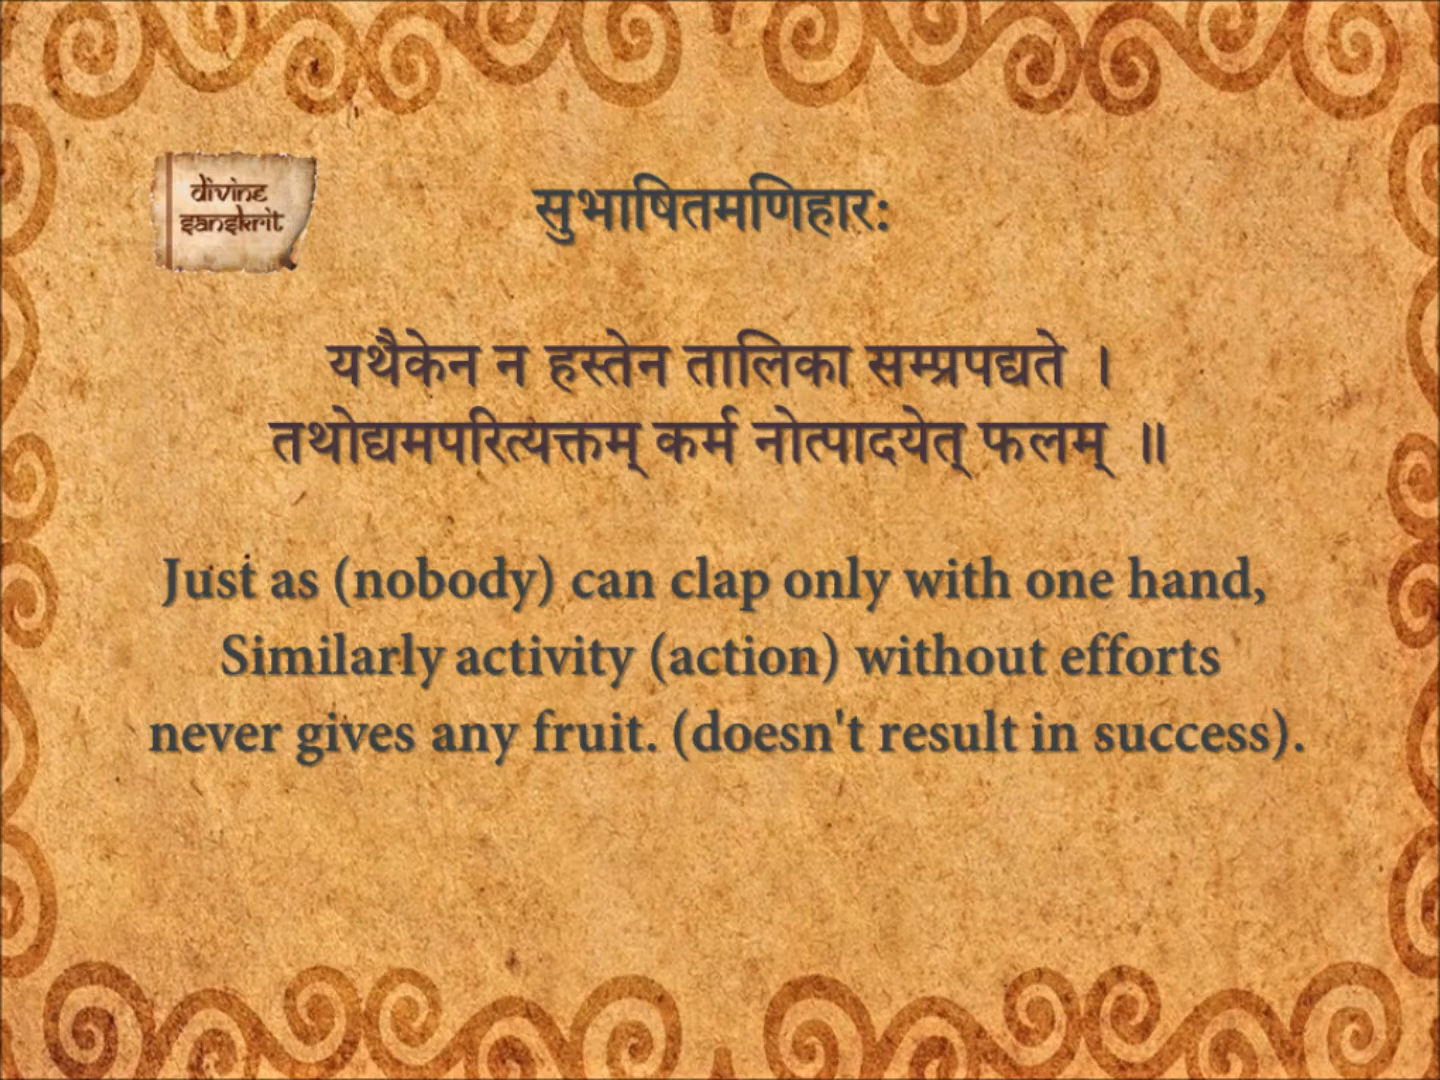 divine
sanskrit
सुभाषितमणिहार:
यथैकेन न हस्तेन तालिका सम्प्रपद्यते ।
तथोद्यमपरित्यक्तम् कर्म नोत्पादयेत् फलम् ॥
Just as (nobody) can clap only with one hand,
Similarly activity (action) without efforts
never gives any fruit. (doesn't result in success).